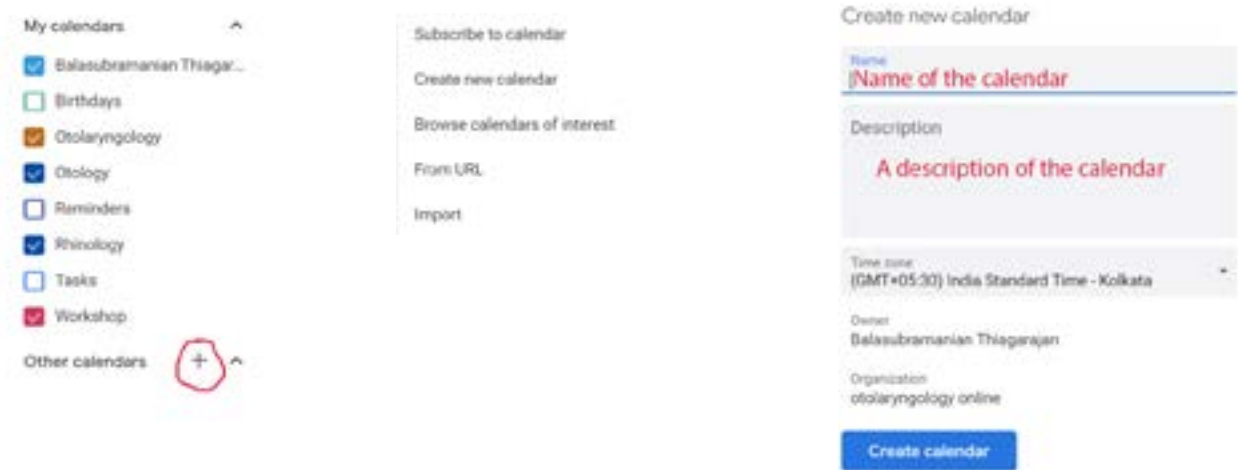 My calendars
Balasubramanian Thiagar...
Birthdays
Otolaryngology
Otology
Reminders
Rhinology
Tasks
Workshop
Other calendars
Subscribe to calendar
Create new calendar
Browse calendars of interest
From URL
Import
Create new calendar
Name
Name of the calendar
Description
A description of the calendar
Time zone
(GMT+05:30) India Standard Time - Kolkata
Owner
Balasubramanian Thiagarajan
Organization
otolaryngology online
Create calendar